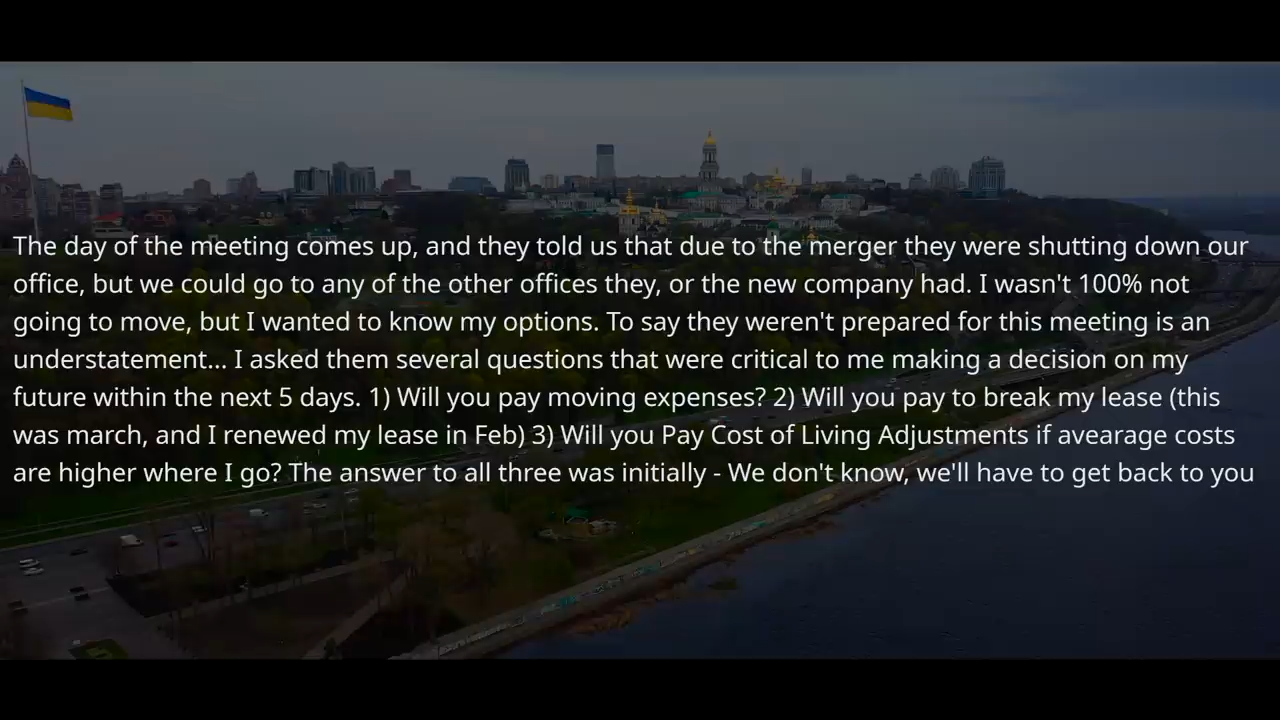 The day of the meeting comes up, and they told us that due to the merger they were shutting down our
office, but we could go to any of the other offices they, or the new company had. I wasn't 100% not
going to move, but I wanted to know my options. To say they weren't prepared for this meeting is an
understatement... I asked them several questions that were critical to me making a decision on my
future within the next 5 days. 1) Will you pay moving expenses? 2) Will you pay to break my lease (this
was march, and I renewed my lease in Feb) 3) Will you Pay Cost of Living Adjustments if avearage costs
are higher where I go? The answer to all three was initially - We don't know, we'll have to get back to you